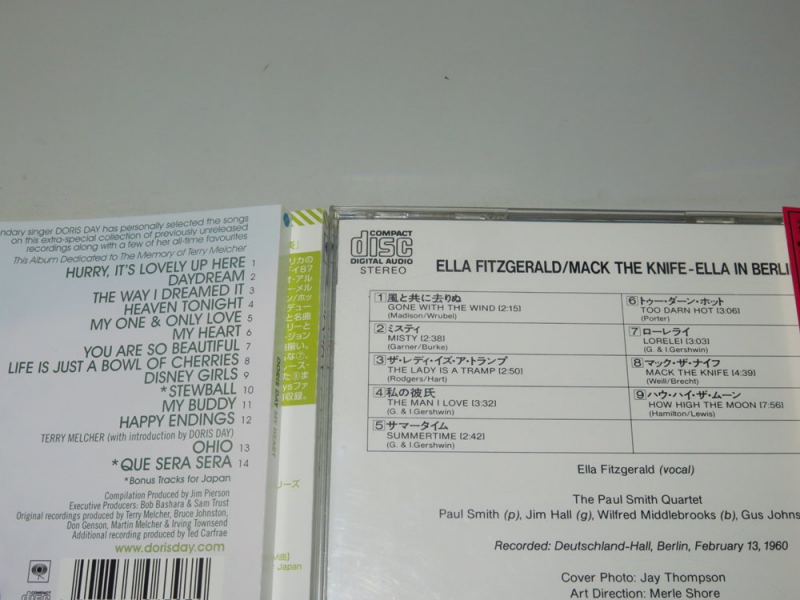 ndary singer DORIS DAY has personally selected the songs
on this extra-special collection of previously unreleased
recordings along with a few of her all-time favourites
This Album Dedicated to The Memory of Terry Melcher
HURRY, IT'S LOVELY UP HERE 1
DAYDREAM 2
THE WAY I DREAMED IT 3
HEAVEN TONIGHT 4
MY ONE & ONLY LOVE 5
MY HEART 6
YOU ARE SO BEAUTIFUL 7
LIFE IS JUST A BOWL OF CHERRIES 8
DISNEY GIRLS 9
*STEWBALL 10
MY BUDDY 11
HAPPY ENDINGS 12
TERRY MELCHER (with introduction by DORIS DAY)
OHIO 13
*QUE SERA SERA 14
*Bonus Tracks for Japan
Compilation Produced by Jim Pierson
Executive Producers: Bob Bashara & Sam Trust
Original recordings produced by Terry Melcher, Bruce Johnston,
Don Genson, Martin Melcher & Irving Townsend
Additional recording produced by Ted Carfrae
www.dorisday.com
DORIS DAY MY HEART
COMPACT
disc
DIGITAL AUDIO
STEREO
ELLA FITZGERALD/MACK THE KNIFE-ELLA IN BERLI
1 風と共に去りぬ
GONE WITH THE WIND [2:15]
(Madison/Wrubel)
2 ミスティ
MISTY [2:38]
(Garner/Burke)
3 ザ・レディ・イズ・ア・トランプ
THE LADY IS A TRAMP [2:50]
(Rodgers/Hart)
4 私の彼氏
THE MAN I LOVE [3:32]
(G. & I.Gershwin)
5 サマータイム
SUMMERTIME [2:42]
(G. & I.Gershwin)
6 トゥー・ダーン・ホット
TOO DARN HOT [3:06]
(Porter)
7 ローレライ
LORELEI [3:03]
(G. & I.Gershwin)
8 マック・ザ・ナイフ
MACK THE KNIFE [4:39]
(Weill/Brecht)
9 ハウ・ハイ・ザ・ムーン
HOW HIGH THE MOON [7:56]
(Hamilton/Lewis)
Ella Fitzgerald (vocal)
The Paul Smith Quartet
Paul Smith (p), Jim Hall (g), Wilfred Middlebrooks (b), Gus Johns
Recorded: Deutschland-Hall, Berlin, February 13, 1960
Cover Photo: Jay Thompson
Art Direction: Merle Shore